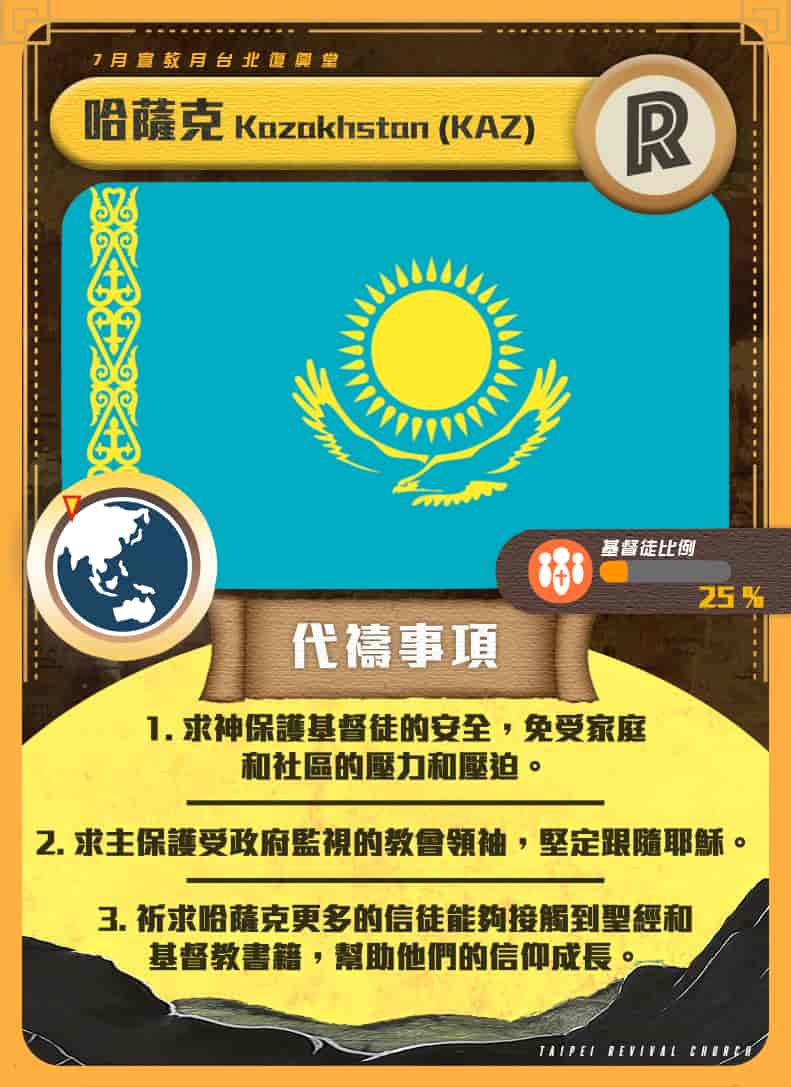 7月宣教月台北復興堂
哈薩克 Kazakhstan (KAZ)
R
基督徒比例
25 %
代禱事項
1. 求神保護基督徒的安全，免受家庭
和社區的壓力和壓迫。
2. 求主保護受政府監視的教會領袖，堅定跟隨耶穌。
3. 祈求哈薩克更多的信徒能夠接觸到聖經和
基督教書籍，幫助他們的信仰成長。
TAIPEI REVIVAL CHURCH